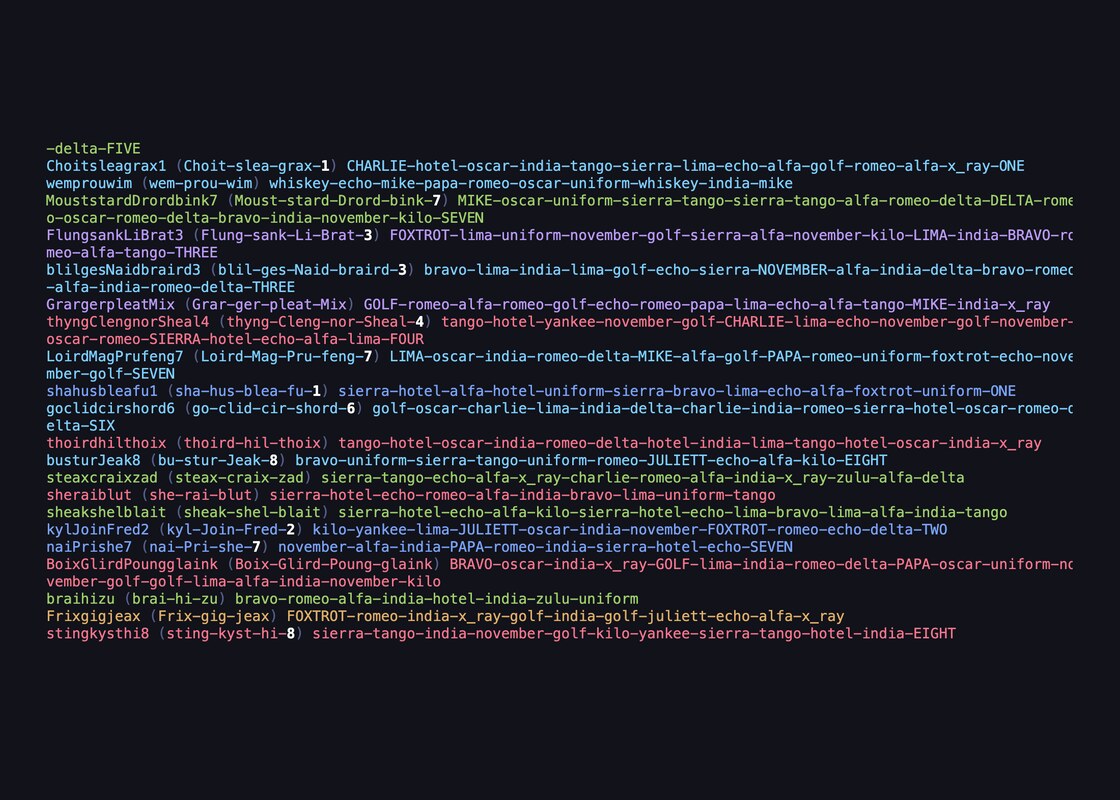 -delta-FIVE
Choitsleagrax1 (Choit-slea-grax-1) CHARLIE-hotel-oscar-india-tango-sierra-lima-echo-alfa-golf-romeo-alfa-x_ray-ONE
wemprouwim (wem-prou-wim) whiskey-echo-mike-papa-romeo-oscar-uniform-whiskey-india-mike
MouststardDrordbink7 (Moust-stard-Drord-bink-7) MIKE-oscar-uniform-sierra-tango-sierra-tango-alfa-romeo-delta-DELTA-rome
o-oscar-romeo-delta-bravo-india-november-kilo-SEVEN
FlungsankLiBrat3 (Flung-sank-Li-Brat-3) FOXTROT-lima-uniform-november-golf-sierra-alfa-november-kilo-LIMA-india-BRAVO-ro
meo-alfa-tango-THREE
blilgesNaidbraird3 (blil-ges-Naid-braird-3) bravo-lima-india-lima-golf-echo-sierra-NOVEMBER-alfa-india-delta-bravo-romeo
-alfa-india-romeo-delta-THREE
GrargerpleatMix (Grar-ger-pleat-Mix) GOLF-romeo-alfa-romeo-golf-echo-romeo-papa-lima-echo-alfa-tango-MIKE-india-x_ray
thyngClengnorSheal4 (thyng-Cleng-nor-Sheal-4) tango-hotel-yankee-november-golf-CHARLIE-lima-echo-november-golf-november-
oscar-romeo-SIERRA-hotel-echo-alfa-lima-FOUR
LoirdMagPrufeng7 (Loird-Mag-Pru-feng-7) LIMA-oscar-india-romeo-delta-MIKE-alfa-golf-PAPA-romeo-uniform-foxtrot-echo-nove
mber-golf-SEVEN
shahusbleafu1 (sha-hus-blea-fu-1) sierra-hotel-alfa-hotel-uniform-sierra-bravo-lima-echo-alfa-foxtrot-uniform-ONE
goclidcirshord6 (go-clid-cir-shord-6) golf-oscar-charlie-lima-india-delta-charlie-india-romeo-sierra-hotel-oscar-romeo-d
elta-SIX
thoirdhilthoix (thoird-hil-thoix) tango-hotel-oscar-india-romeo-delta-hotel-india-lima-tango-hotel-oscar-india-x_ray
busturJeak8 (bu-stur-Jeak-8) bravo-uniform-sierra-tango-uniform-romeo-JULIETT-echo-alfa-kilo-EIGHT
steaxcraixzad (steax-craix-zad) sierra-tango-echo-alfa-x_ray-charlie-romeo-alfa-india-x_ray-zulu-alfa-delta
sheraiblut (she-rai-blut) sierra-hotel-echo-romeo-alfa-india-bravo-lima-uniform-tango
sheakshelblait (sheak-shel-blait) sierra-hotel-echo-alfa-kilo-sierra-hotel-echo-lima-bravo-lima-alfa-india-tango
kylJoinFred2 (kyl-Join-Fred-2) kilo-yankee-lima-JULIETT-oscar-india-november-FOXTROT-romeo-echo-delta-TWO
naiPrishe7 (nai-Pri-she-7) november-alfa-india-PAPA-romeo-india-sierra-hotel-echo-SEVEN
BoixGlirdPoungglaink (Boix-Glird-Poung-glaink) BRAVO-oscar-india-x_ray-GOLF-lima-india-romeo-delta-PAPA-oscar-uniform-no
vember-golf-golf-lima-alfa-india-november-kilo
braihizu (brai-hi-zu) bravo-romeo-alfa-india-hotel-india-zulu-uniform
Frixgigjeax (Frix-gig-jeax) FOXTROT-romeo-india-x_ray-golf-india-golf-juliett-echo-alfa-x_ray
stingkysthi8 (sting-kyst-hi-8) sierra-tango-india-november-golf-kilo-yankee-sierra-tango-hotel-india-EIGHT